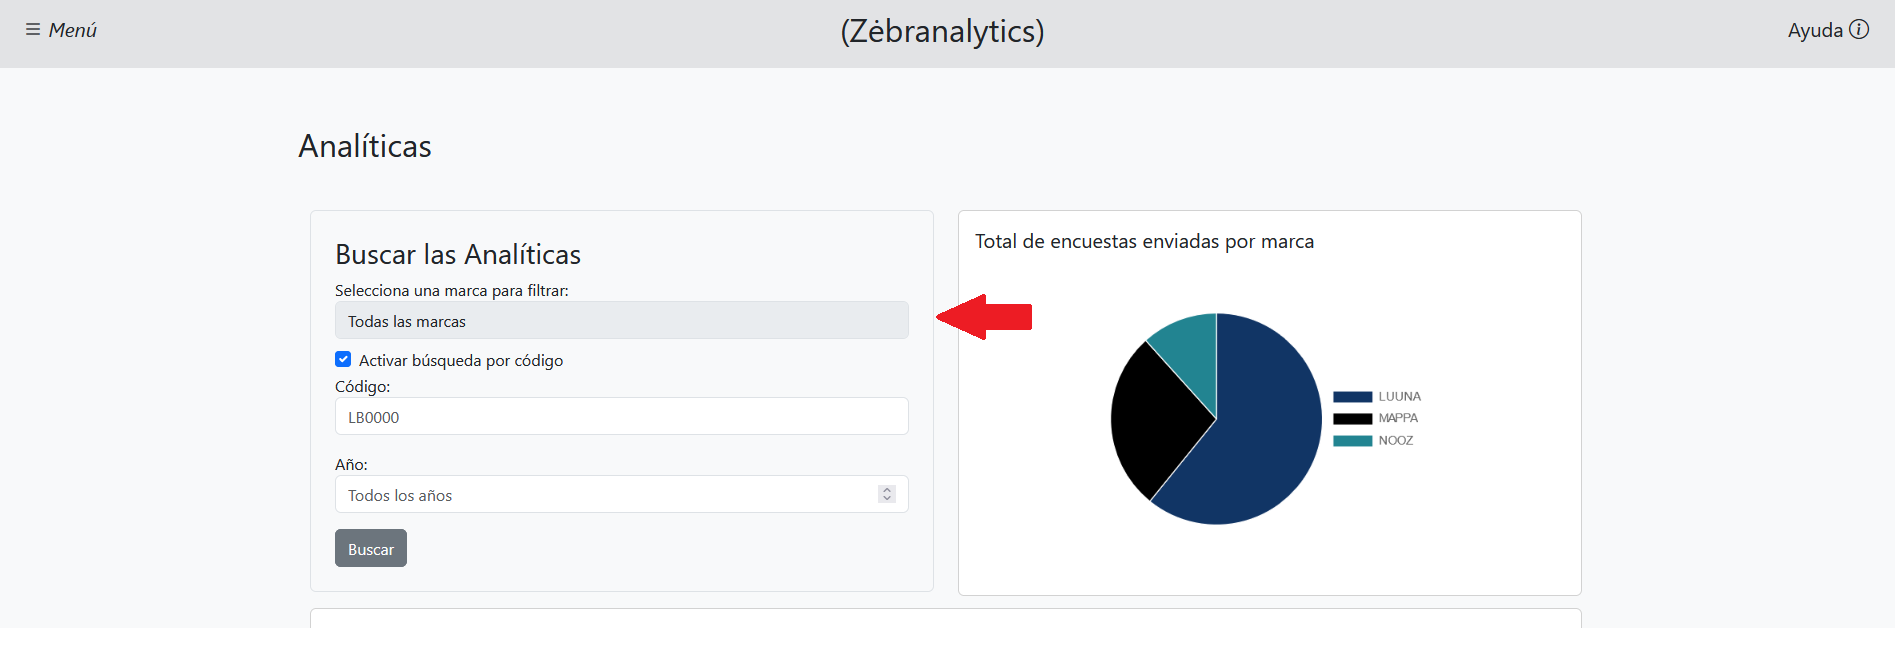 Menú
(Zėbranalytics)
Ayuda
Analíticas
Buscar las Analíticas
Selecciona una marca para filtrar:
Todas las marcas
Activar búsqueda por código
Código:
LB0000
Año:
Todos los años
Buscar
Total de encuestas enviadas por marca
LUUNA
MAPPA
NOOZ